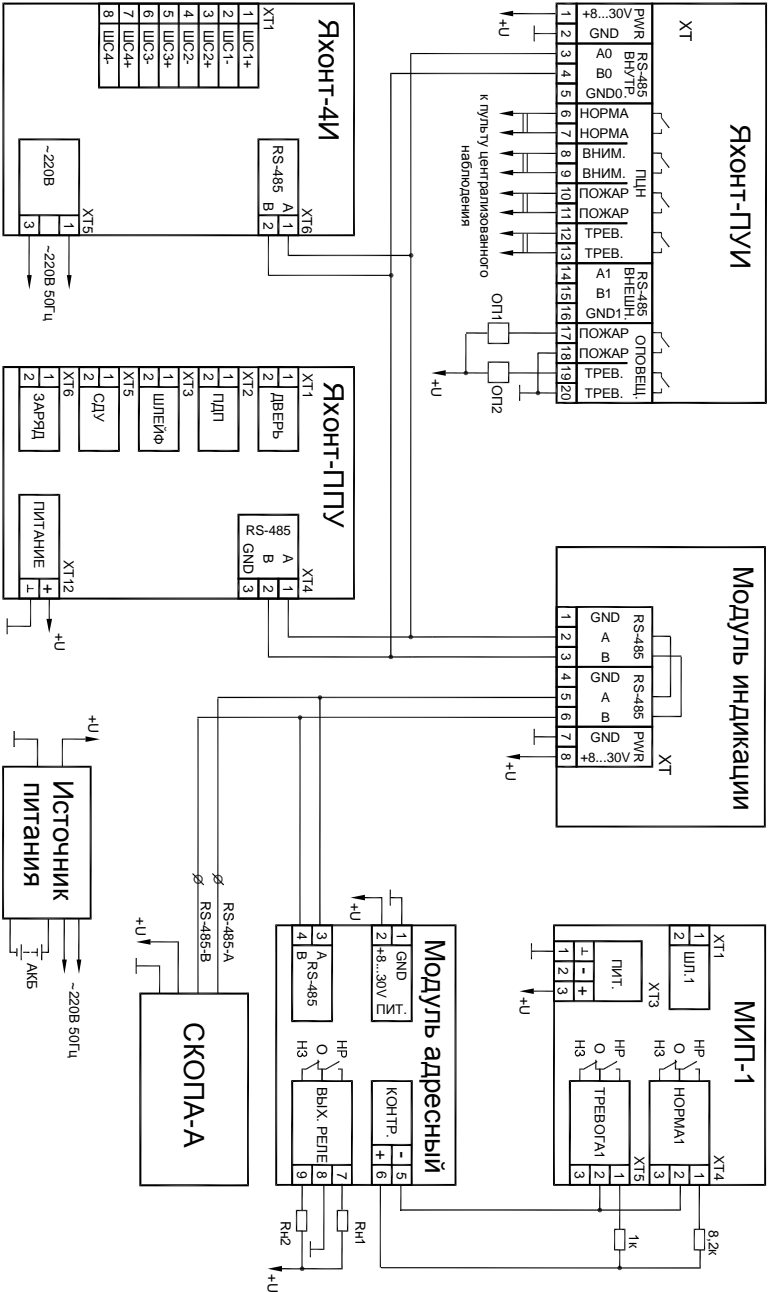 Яхонт-ПУИ
XT
1 +8...30V PWR
2 GND
3 A0 RS-485 ВНУТР.
4 B0
5 GND0
6 НОРМА ПЦН
7 НОРМА
8 ВНИМ.
9 ВНИМ.
10 ПОЖАР
11 ПОЖАР
12 ТРЕВ.
13 ТРЕВ.
14 A1 RS-485 ВНЕШН.
15 B1
16 GND1
17 ПОЖАР ОПОВЕЩ.
18 ПОЖАР
19 ТРЕВ.
20 ТРЕВ.
+U
к пульту централизованного
наблюдения
ОП1
ОП2
+U
Модуль индикации
XT
1 GND RS-485
2 A
3 B
4 GND RS-485
5 A
6 B
7 GND PWR
8 +8...30V
+U
МИП-1
XT1
1 ШЛ.1
2
XT3
ПИТ.
1 ⊥
2 -
3 +
+U
НР
О
НЗ
НОРМА1
XT4
1
2
3
НР
О
НЗ
ТРЕВОГА1
XT5
1
2
3
8,2к
1к
Яхонт-4И
XT1
1 ШС1+
2 ШС1-
3 ШС2+
4 ШС2-
5 ШС3+
6 ШС3-
7 ШС4+
8 ШС4-
XT6
RS-485
A 1
B 2
XT5
~220В
1
3
~220В 50Гц
Яхонт-ППУ
XT1
1 ДВЕРЬ
2
XT2
1 ПДП
2
XT3
1 ШЛЕЙФ
2
XT5
1 СДУ
2
XT6
1 ЗАРЯД
2
XT4
RS-485
A 1
B 2
GND 3
XT12
ПИТАНИЕ
+
⊥
+U
Модуль адресный
1 GND ПИТ.
2 +8...30V
3 A RS-485
4 B
+U
КОНТР.
- 5
+ 6
НР
О
НЗ
ВЫХ. РЕЛЕ
7
8
9
Rн1
Rн2
+U
RS-485-A
RS-485-B
СКОПА-А
+U
Источник
питания
+U
~220В 50Гц
АКБ